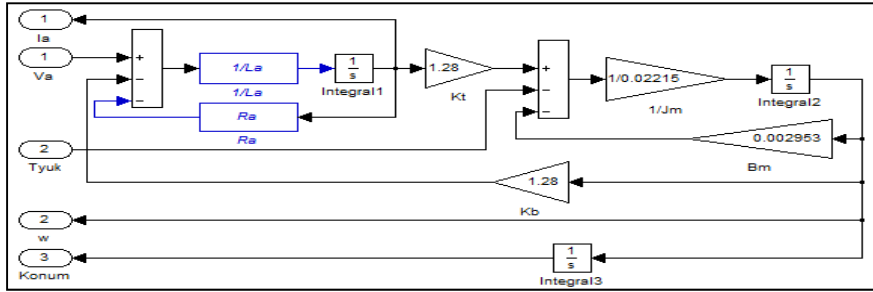 1
Ia
1
Va
+
−
−
1/La
1/La
1
s
Integral1
1.28
Kt
Ra
Ra
+
−
−
1/0.02215
1/Jm
1
s
Integral2
0.002953
Bm
2
Tyuk
1.28
Kb
2
w
3
Konum
1
s
Integral3